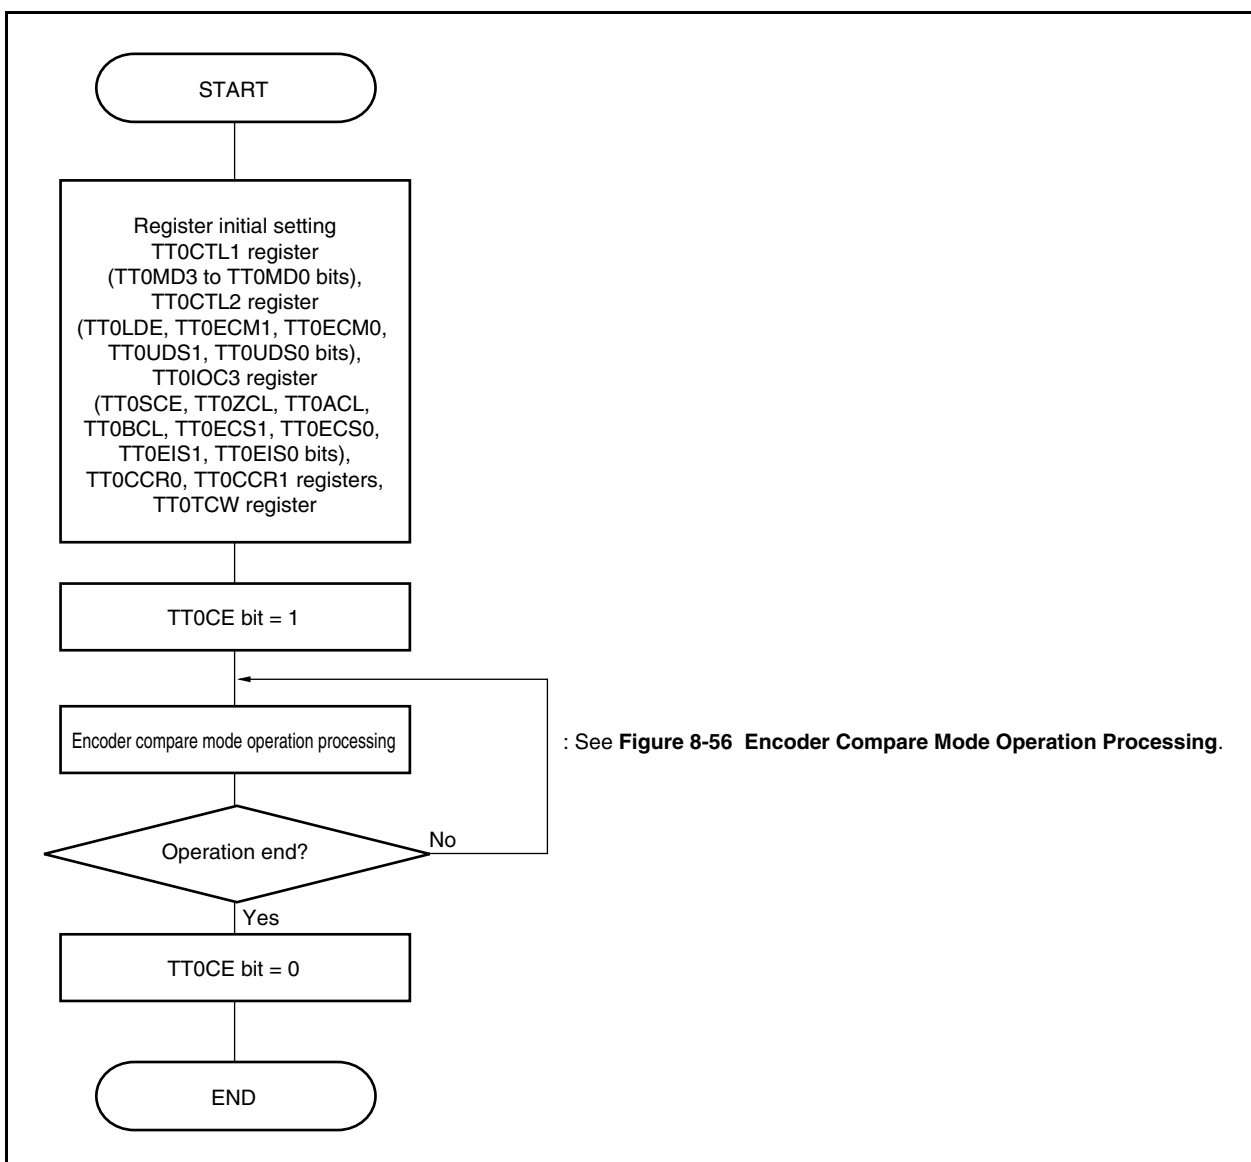 START
Register initial setting
TT0CTL1 register
(TT0MD3 to TT0MD0 bits),
TT0CTL2 register
(TT0LDE, TT0ECM1, TT0ECM0,
TT0UDS1, TT0UDS0 bits),
TT0IOC3 register
(TT0SCE, TT0ZCL, TT0ACL,
TT0BCL, TT0ECS1, TT0ECS0,
TT0EIS1, TT0EIS0 bits),
TT0CCR0, TT0CCR1 registers,
TT0TCW register
TT0CE bit = 1
Encoder compare mode operation processing
: See Figure 8-56 Encoder Compare Mode Operation Processing.
Operation end?
No
Yes
TT0CE bit = 0
END